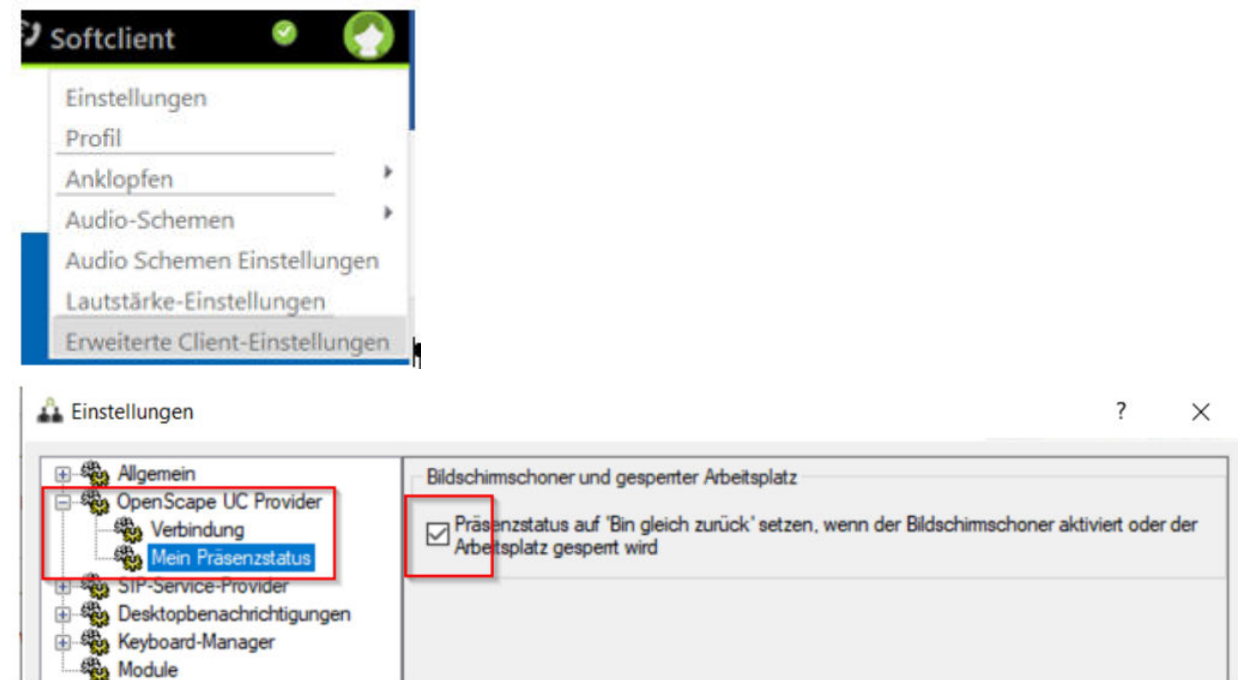 Softclient
Einstellungen
Profil
Anklopfen
Audio-Schemen
Audio Schemen Einstellungen
Lautstärke-Einstellungen
Erweiterte Client-Einstellungen
Einstellungen
?
Allgemein
OpenScape UC Provider
Verbindung
Mein Präsenzstatus
SIP-Service-Provider
Desktopbenachrichtigungen
Keyboard-Manager
Module
Bildschirmschoner und gesperrter Arbeitsplatz
Präsenzstatus auf 'Bin gleich zurück' setzen, wenn der Bildschirmschoner aktiviert oder der
Arbeitsplatz gesperrt wird